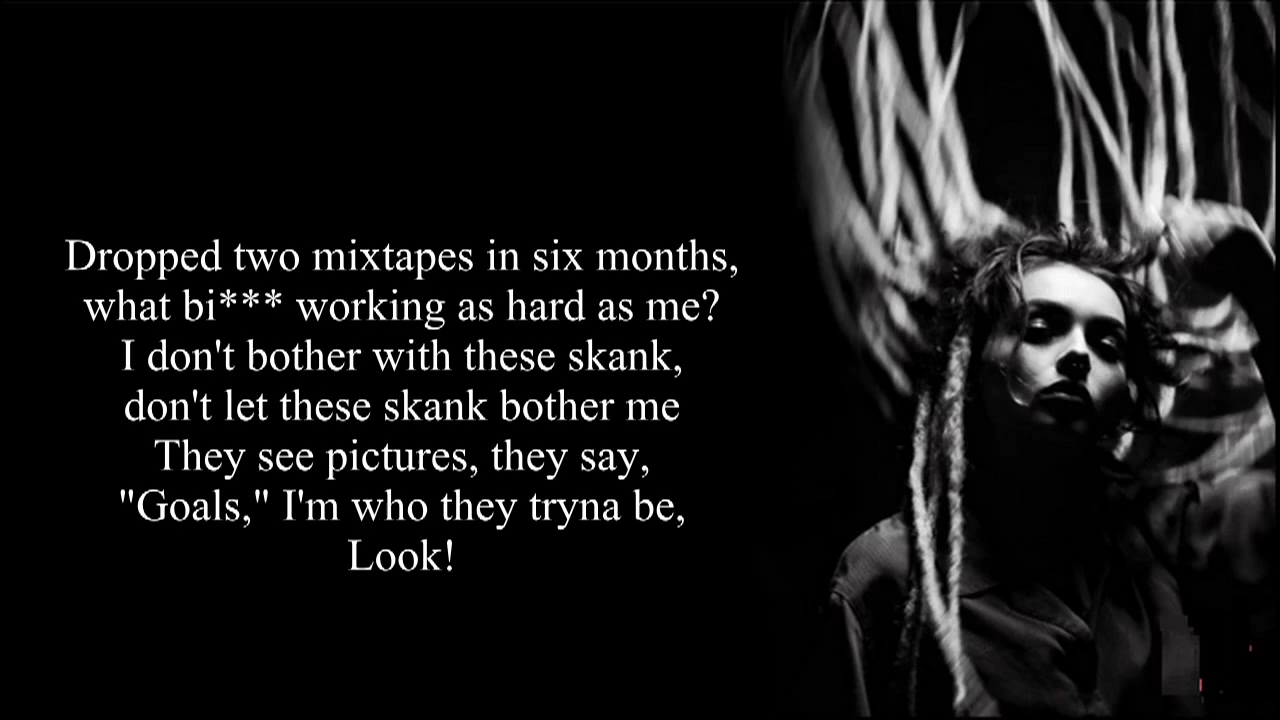 Dropped two mixtapes in six months,
what bi*** working as hard as me?
I don't bother with these skank,
don't let these skank bother me
They see pictures, they say,
"Goals," I'm who they tryna be,
Look!